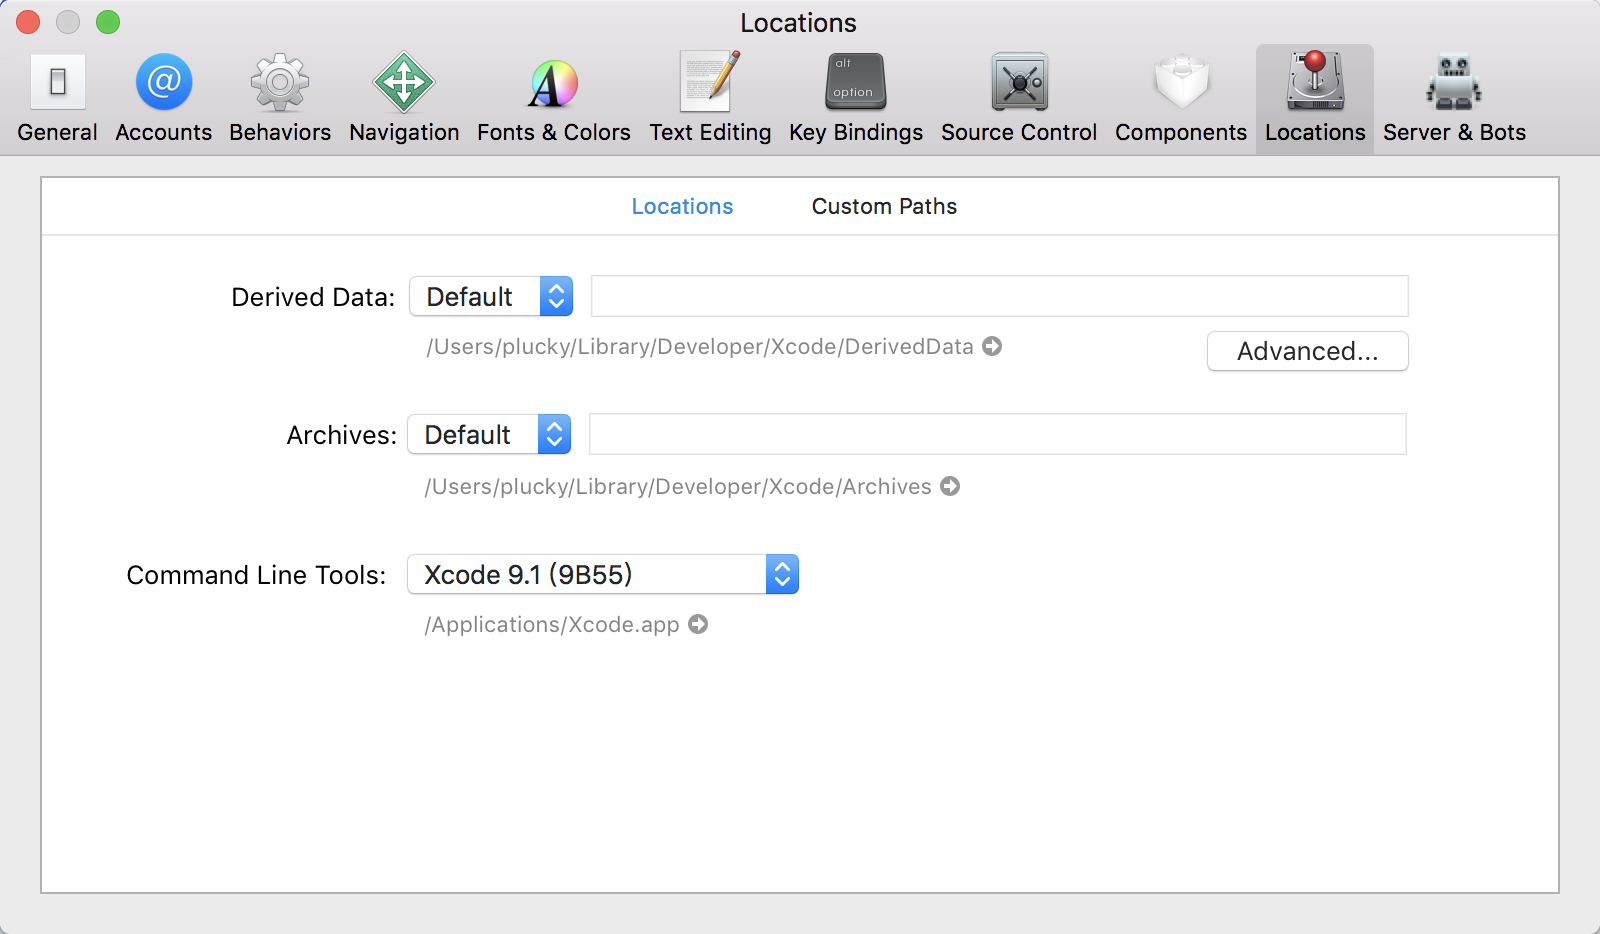 Locations
alt
option
General Accounts Behaviors Navigation Fonts & Colors Text Editing Key Bindings Source Control Components Locations Server & Bots
Locations Custom Paths
Derived Data: Default
/Users/plucky/Library/Developer/Xcode/DerivedData
Advanced...
Archives: Default
/Users/plucky/Library/Developer/Xcode/Archives
Command Line Tools: Xcode 9.1 (9B55)
/Applications/Xcode.app